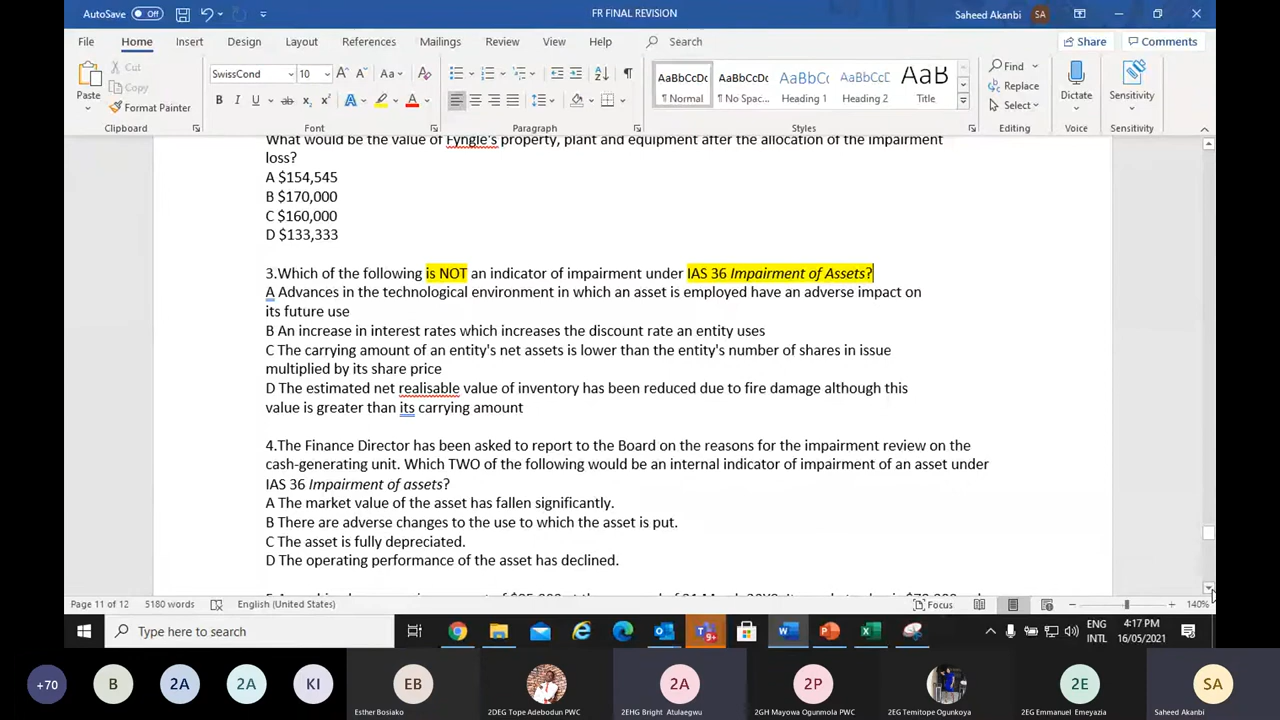 AutoSave Off
FR FINAL REVISION
Saheed Akanbi SA
File Home Insert Design Layout References Mailings Review View Help Search Share Comments
Paste Cut
Copy
Format Painter
Clipboard
SwissCond 10
Font
Paragraph
AaBbCcDc AaBbCcDc AaBbCc AaBbCcD AaB
¶ Normal ¶ No Spac... Heading 1 Heading 2 Title
Styles
Find
Replace
Select
Editing
Dictate
Voice
Sensitivity
Sensitivity
What would be the value of Fyngle's property, plant and equipment after the allocation of the impairment
loss?
A $154,545
B $170,000
C $160,000
D $133,333
3.Which of the following is NOT an indicator of impairment under IAS 36 Impairment of Assets?
A Advances in the technological environment in which an asset is employed have an adverse impact on
its future use
B An increase in interest rates which increases the discount rate an entity uses
C The carrying amount of an entity's net assets is lower than the entity's number of shares in issue
multiplied by its share price
D The estimated net realisable value of inventory has been reduced due to fire damage although this
value is greater than its carrying amount
4.The Finance Director has been asked to report to the Board on the reasons for the impairment review on the
cash-generating unit. Which TWO of the following would be an internal indicator of impairment of an asset under
IAS 36 Impairment of assets?
A The market value of the asset has fallen significantly.
B There are adverse changes to the use to which the asset is put.
C The asset is fully depreciated.
D The operating performance of the asset has declined.
Page 11 of 12 5180 words English (United States) Focus 140%
Type here to search
ENG
INTL
4:17 PM
16/05/2021
+70 B 2A 2A KI EB 2A 2P 2E SA
Esther Bosiako 2DEG Tope Adebodun PWC 2EHG Bright Atulaegwu 2GH Mayowa Ogunmola PWC 2EG Temitope Ogunkoya 2EG Emmanuel Emeyazia Saheed Akanbi